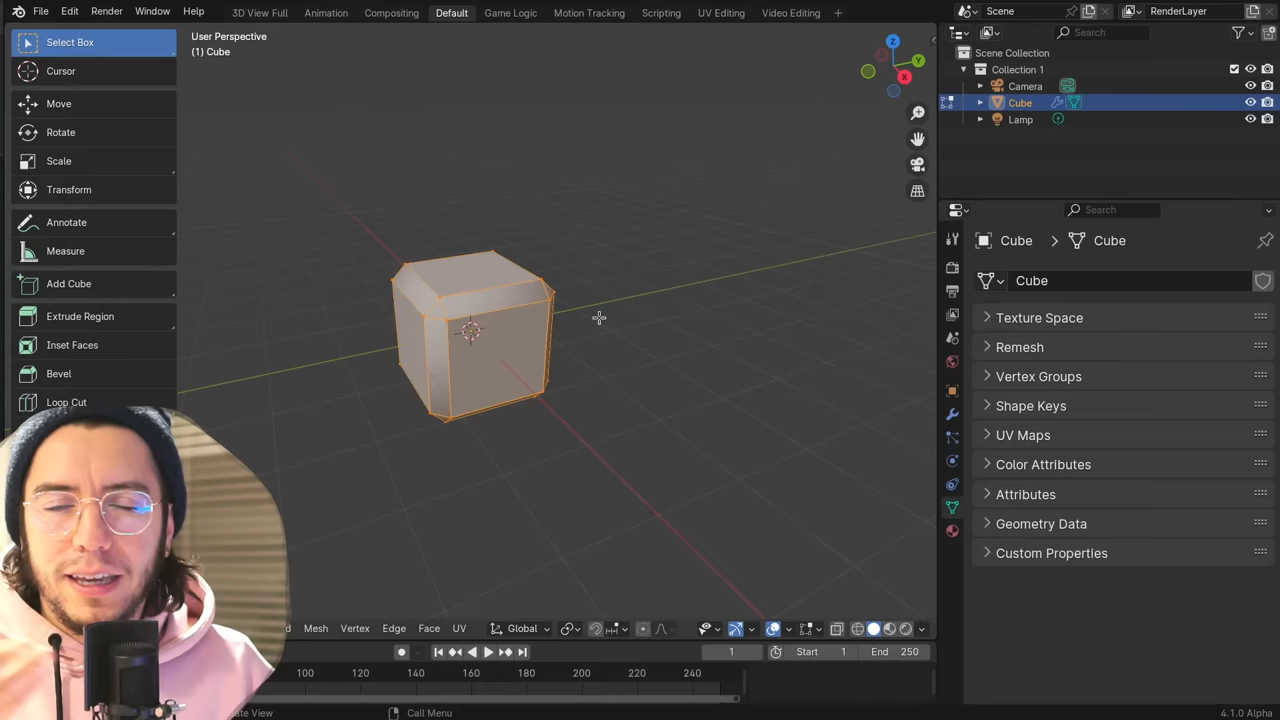 File Edit Render Window Help
3D View Full Animation Compositing Default Game Logic Motion Tracking Scripting UV Editing Video Editing +
Scene
RenderLayer
Select Box
Cursor
Move
Rotate
Scale
Transform
Annotate
Measure
Add Cube
Extrude Region
Inset Faces
Bevel
Loop Cut
User Perspective
(1) Cube
Z
Y
X
Search
Scene Collection
Collection 1
Camera
Cube
Lamp
Search
Cube > Cube
Cube
Texture Space
Remesh
Vertex Groups
Shape Keys
UV Maps
Color Attributes
Attributes
Geometry Data
Custom Properties
Mesh Vertex Edge Face UV
Global
1 Start 1 End 250
100 120 140 160 180 200 220 240
View
Call Menu
4.1.0 Alpha